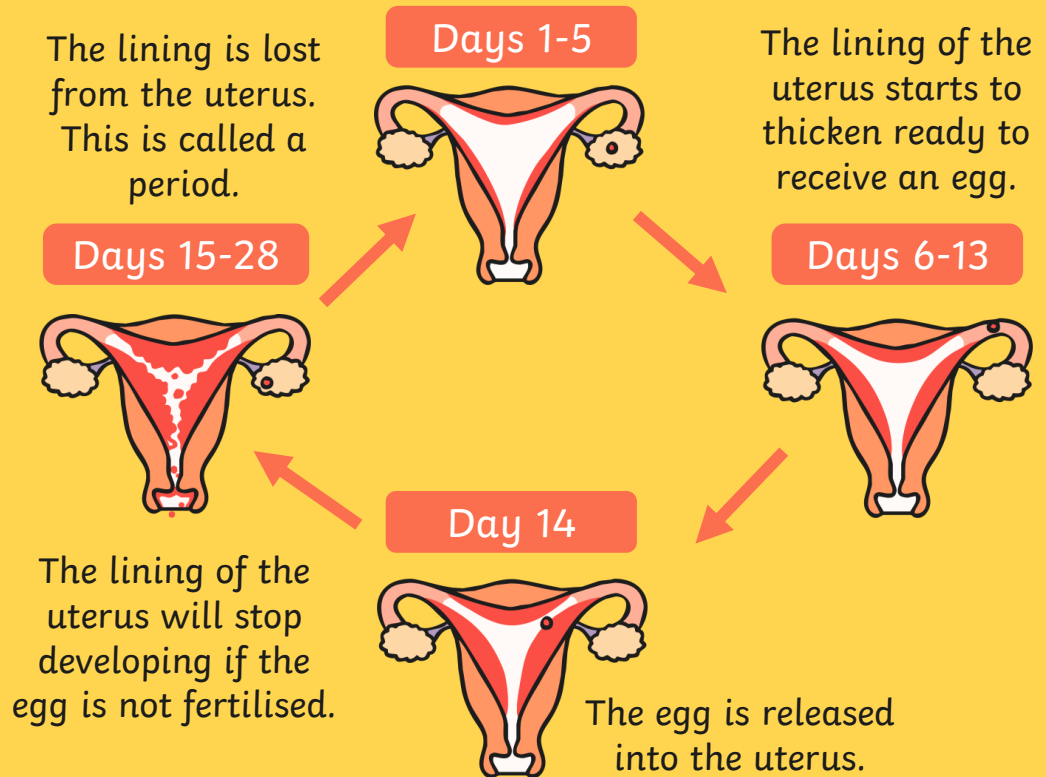 Days 1-5
The lining is lost
from the uterus.
This is called a
period.
The lining of the
uterus starts to
thicken ready to
receive an egg.
Days 6-13
Day 14
The egg is released
into the uterus.
Days 15-28
The lining of the
uterus will stop
developing if the
egg is not fertilised.